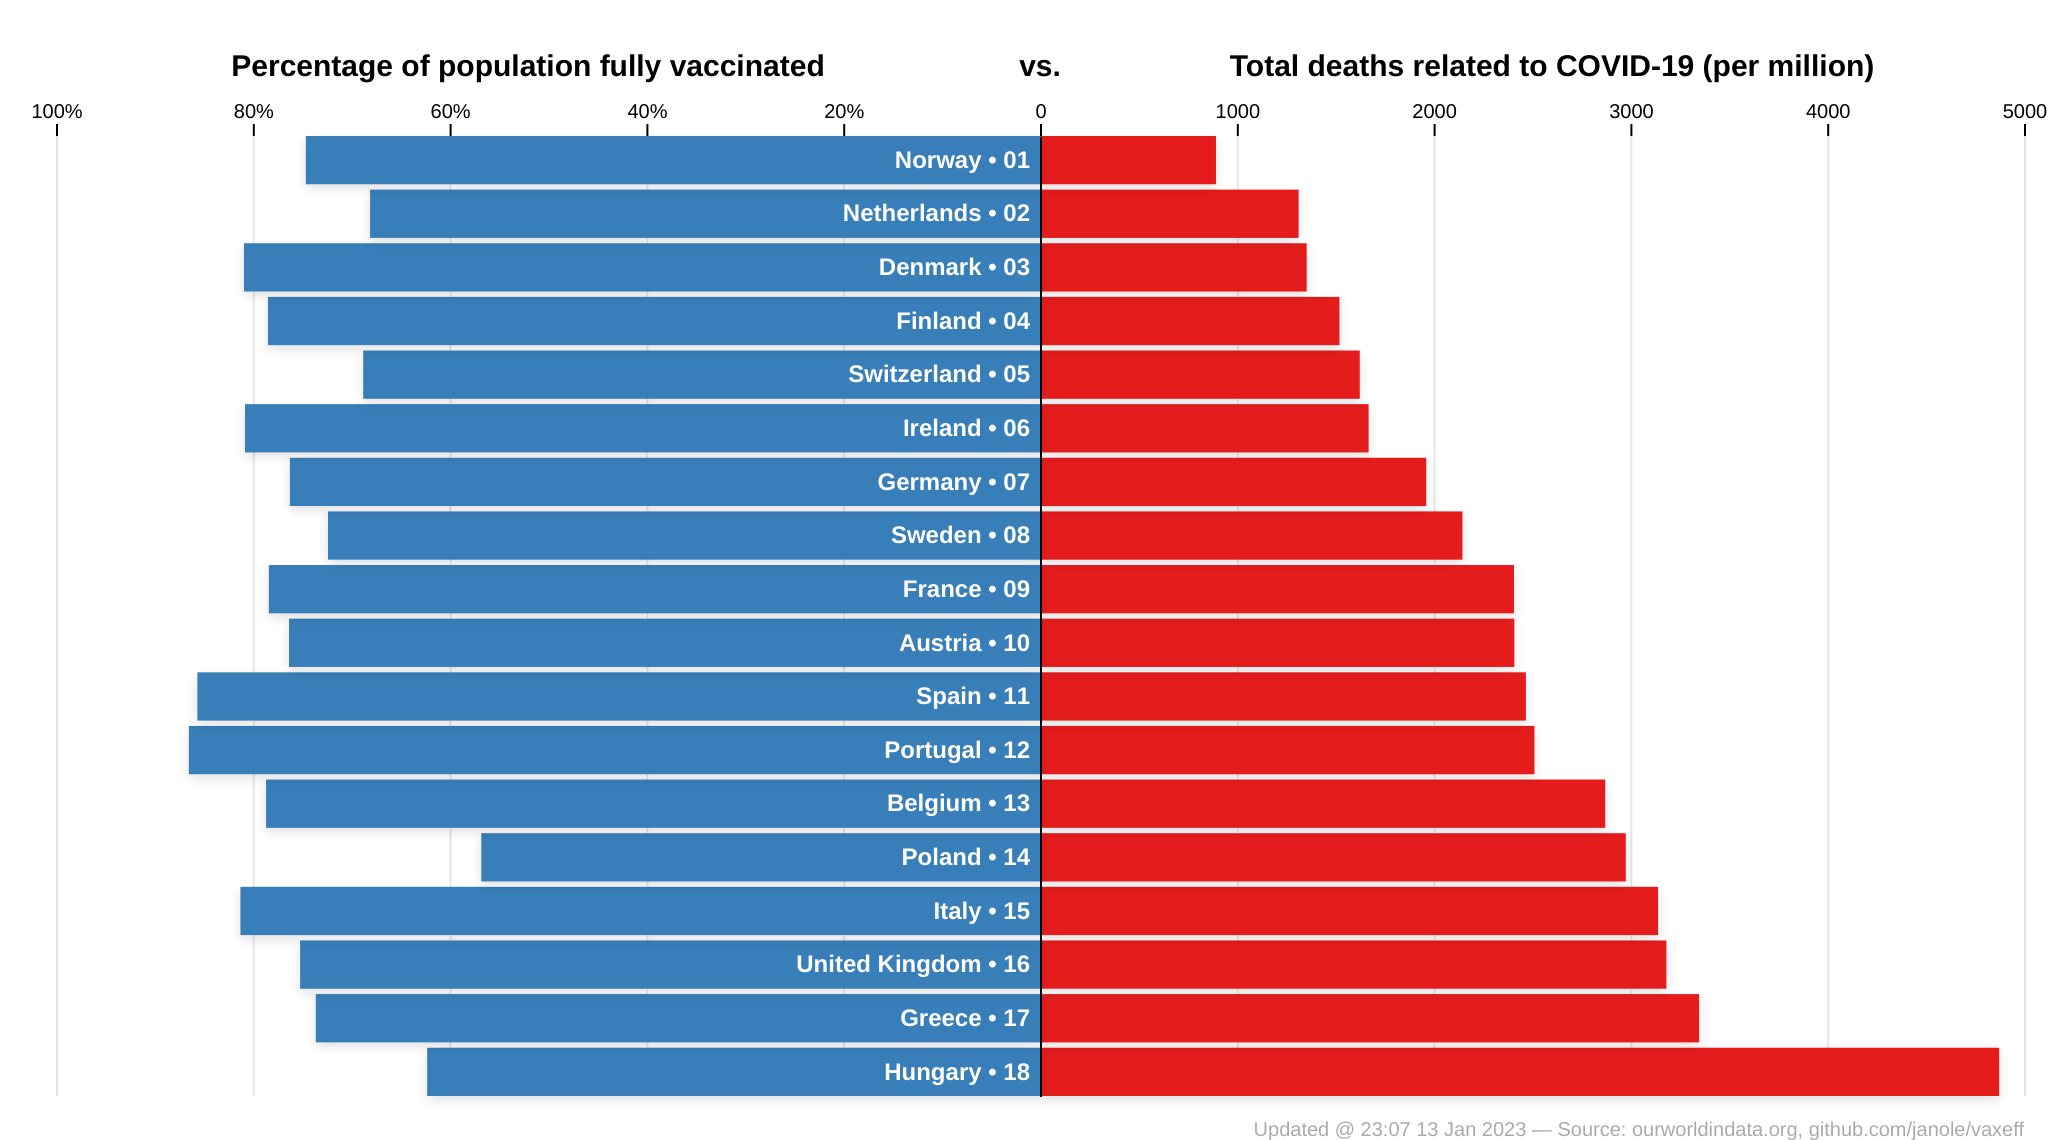 Percentage of population fully vaccinated vs. Total deaths related to COVID-19 (per million)
100% 80% 60% 40% 20% 0 1000 2000 3000 4000 5000
Norway • 01
Netherlands • 02
Denmark • 03
Finland • 04
Switzerland • 05
Ireland • 06
Germany • 07
Sweden • 08
France • 09
Austria • 10
Spain • 11
Portugal • 12
Belgium • 13
Poland • 14
Italy • 15
United Kingdom • 16
Greece • 17
Hungary • 18
Updated @ 23:07 13 Jan 2023 — Source: ourworldindata.org, github.com/janole/vaxeff